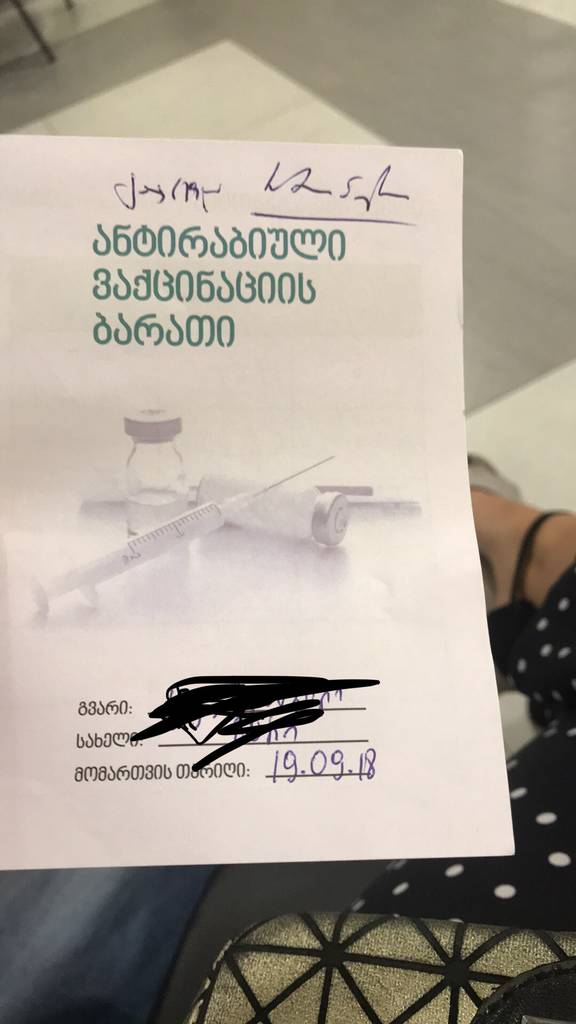 ანტირაბიული
ვაქცინაციის
ბარათი
გვარი:
სახელი:
მომართვის თარიღი: 19.09.18